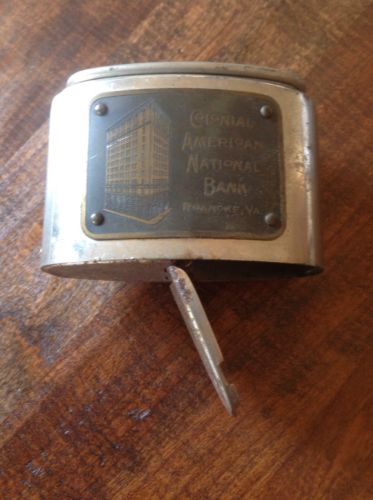 COLONIAL
AMERICAN
NATIONAL
BANK
ROANOKE, VA.